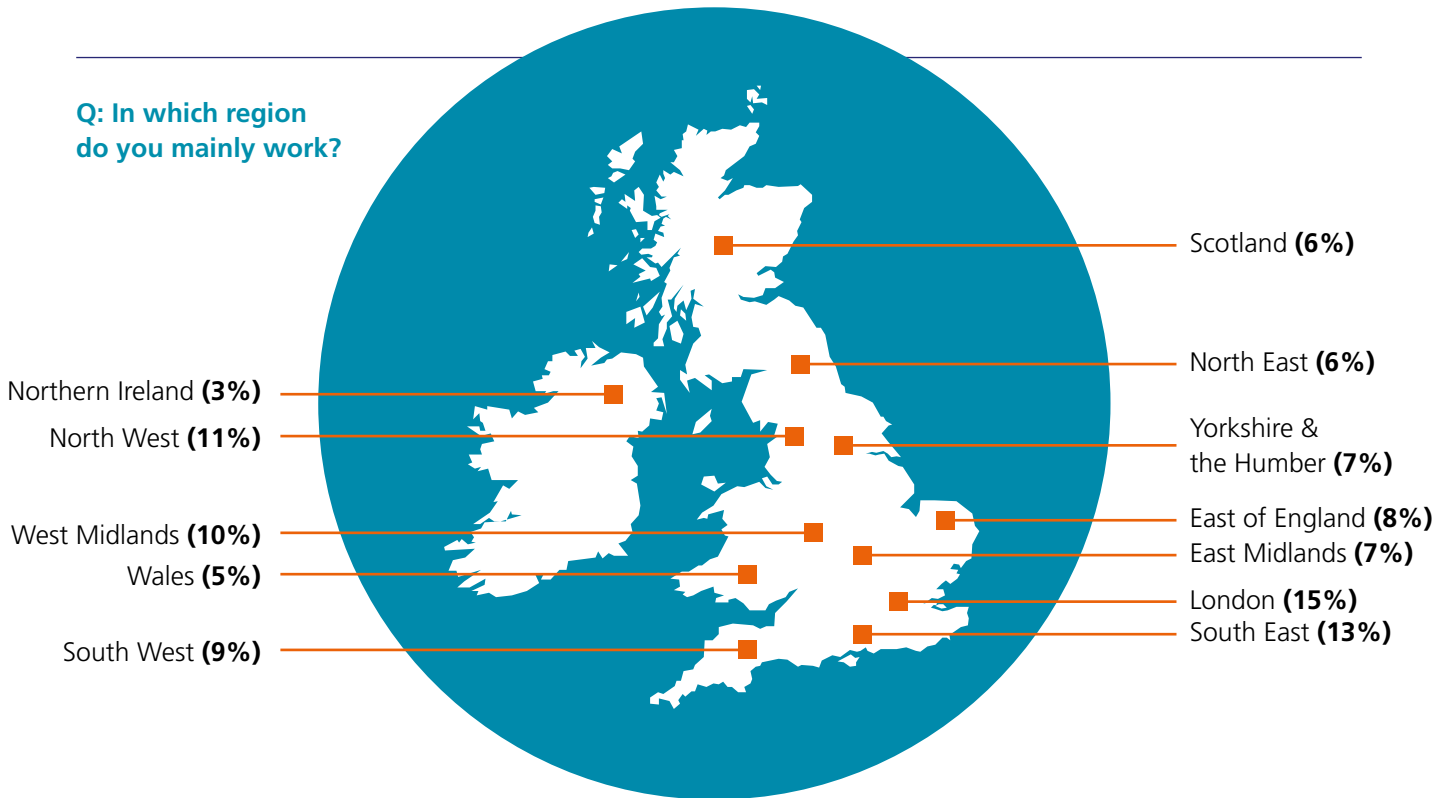 Q: In which region
do you mainly work?
Northern Ireland (3%)
North West (11%)
West Midlands (10%)
Wales (5%)
South West (9%)
Scotland (6%)
North East (6%)
Yorkshire &
the Humber (7%)
East of England (8%)
East Midlands (7%)
London (15%)
South East (13%)